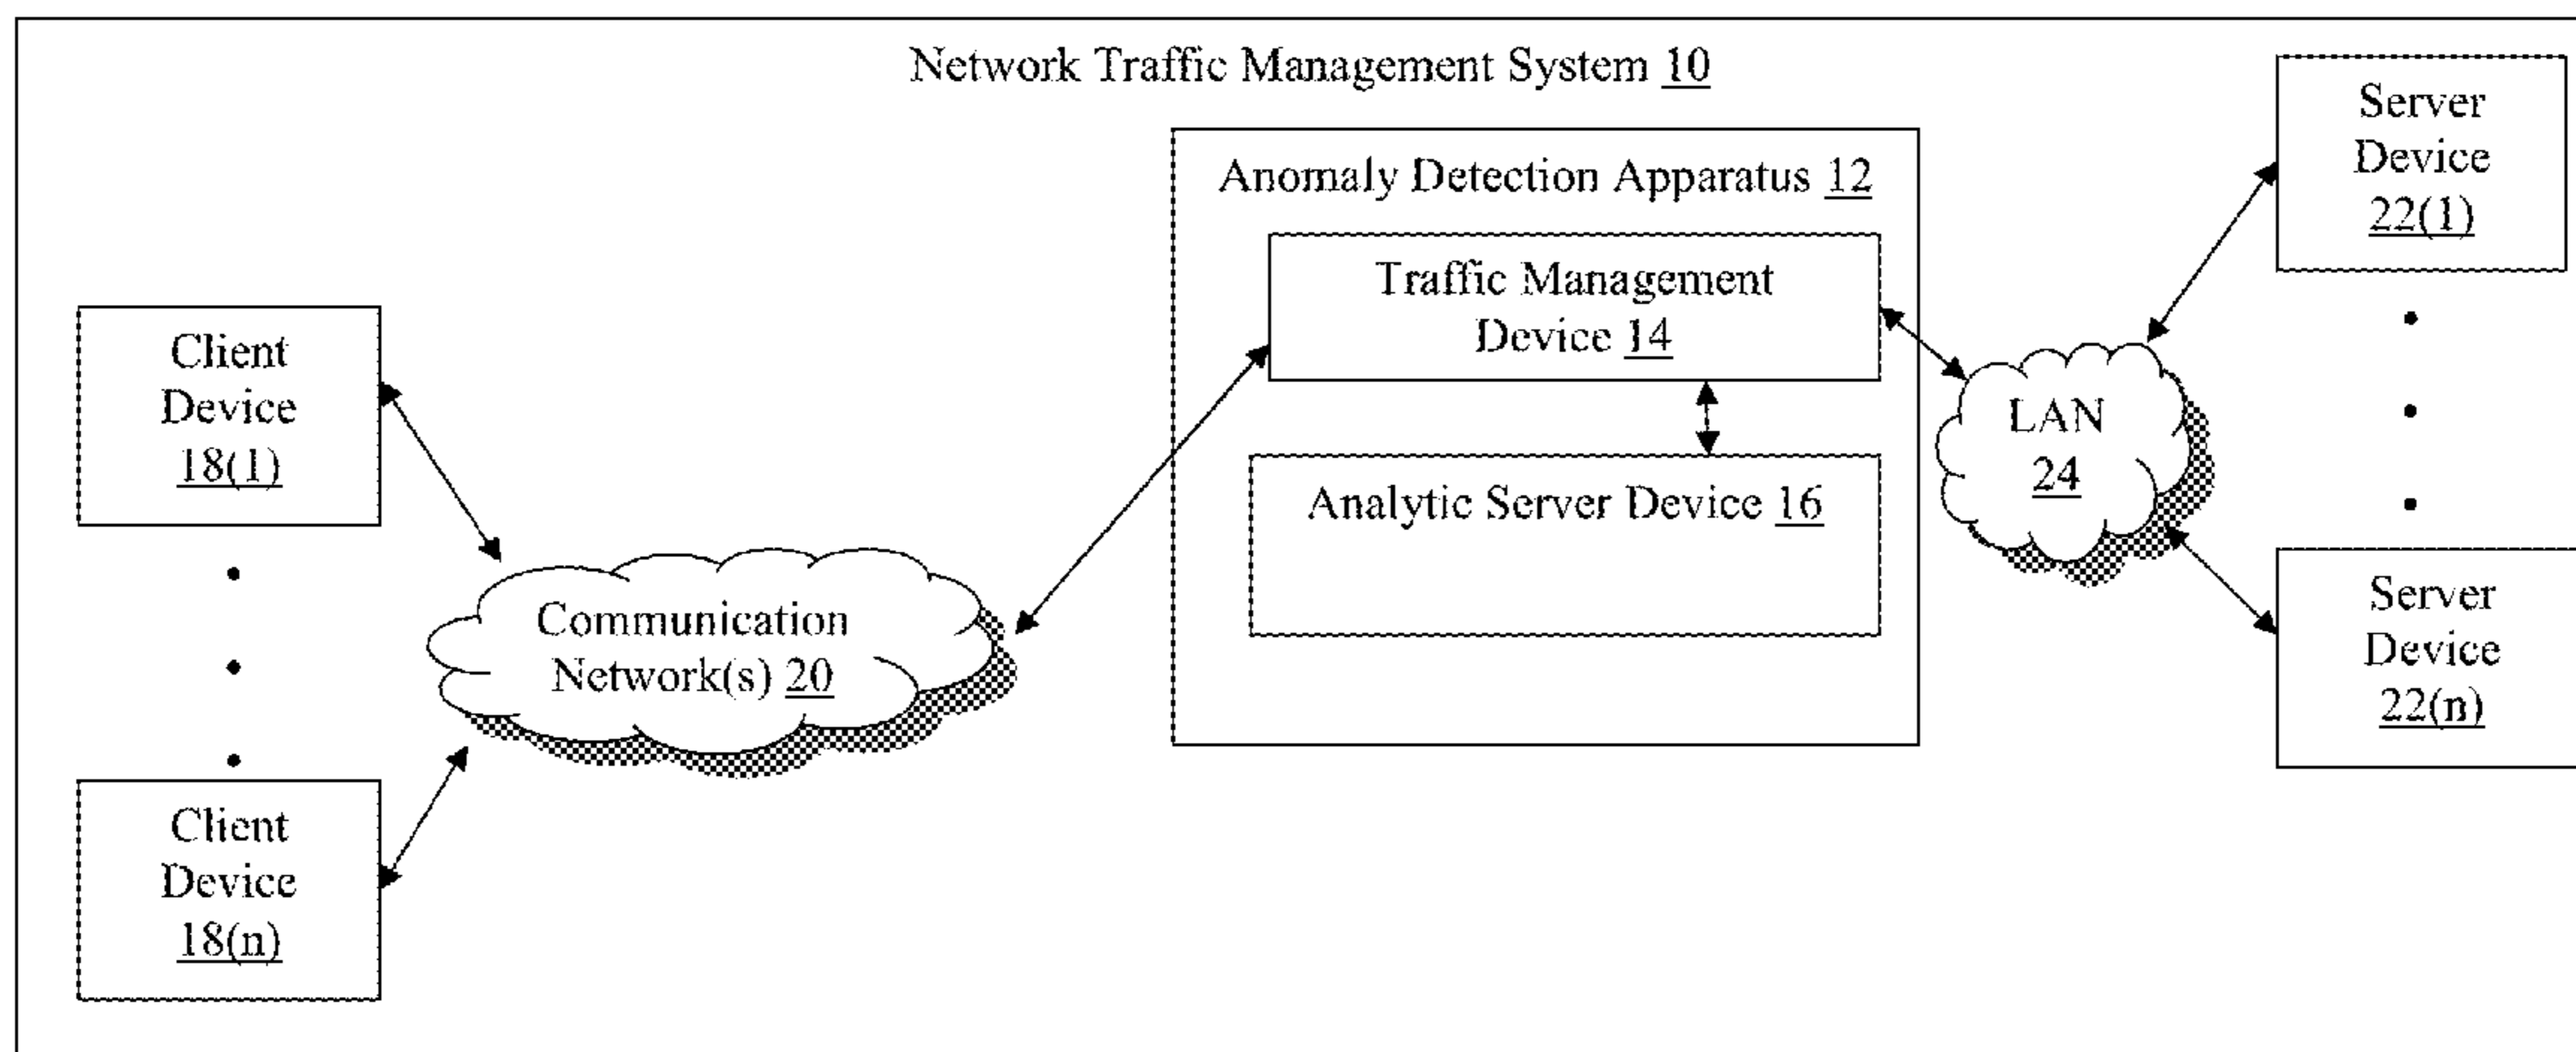 Network Traffic Management System 10
Anomaly Detection Apparatus 12
Traffic Management
Device 14
Analytic Server Device 16
Client
Device
18(1)
Client
Device
18(n)
Communication
Network(s) 20
LAN
24
Server
Device
22(1)
Server
Device
22(n)